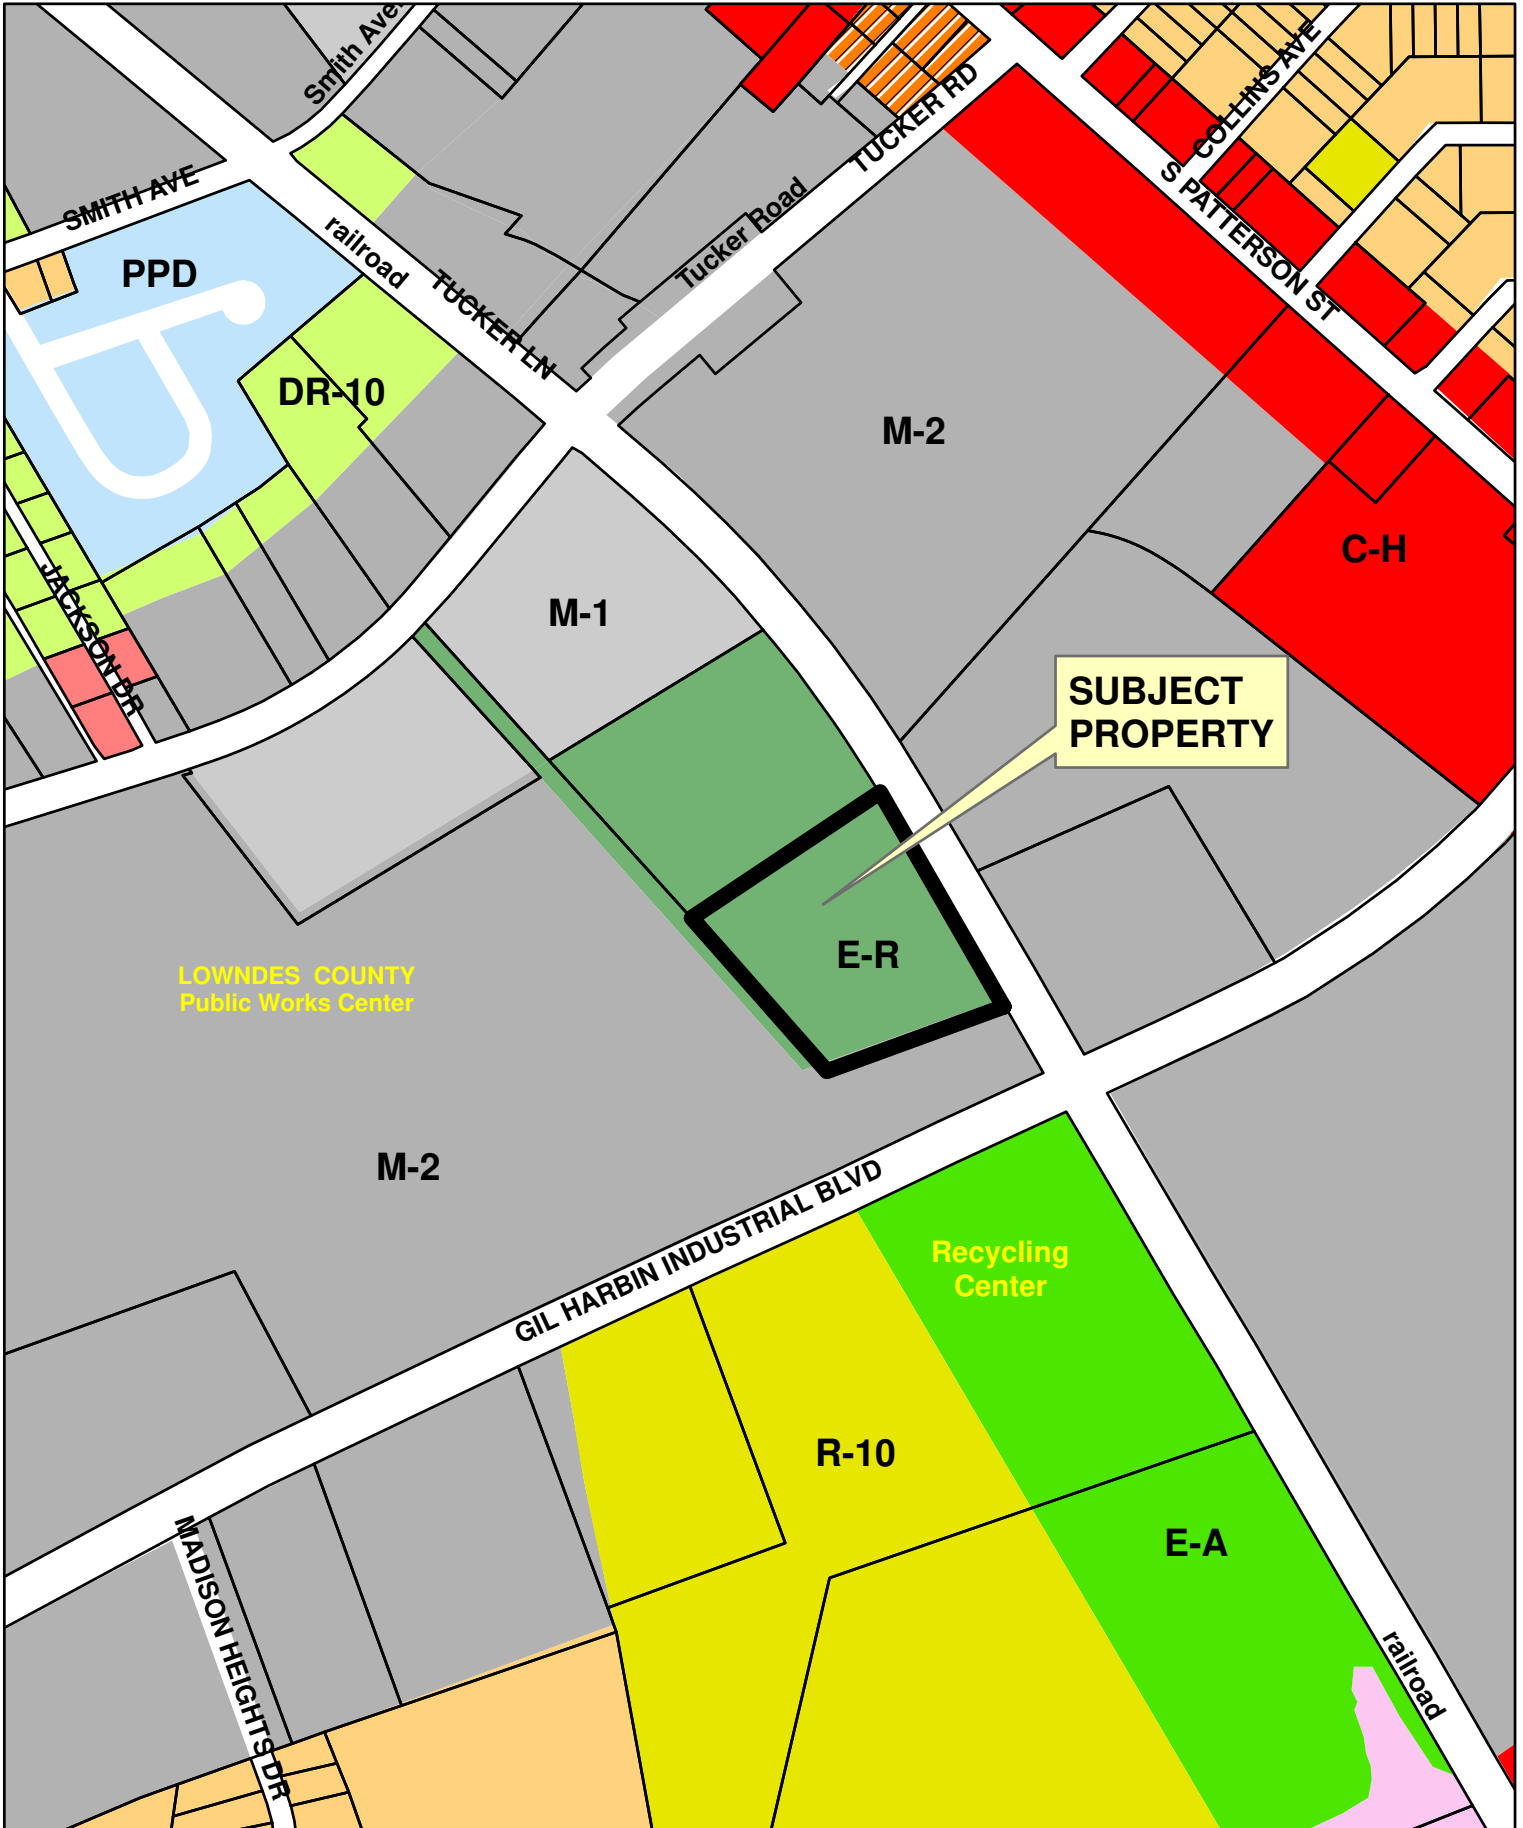 Smith Ave
COLLINS AVE
TUCKER RD
SMITH AVE
S PATTERSON ST
Tucker Road
railroad
PPD
TUCKER LN
DR-10
M-2
C-H
JACKSON DR
M-1
SUBJECT
PROPERTY
E-R
LOWNDES COUNTY
Public Works Center
M-2
GIL HARBIN INDUSTRIAL BLVD
Recycling
Center
R-10
E-A
MADISON HEIGHTS DR
railroad